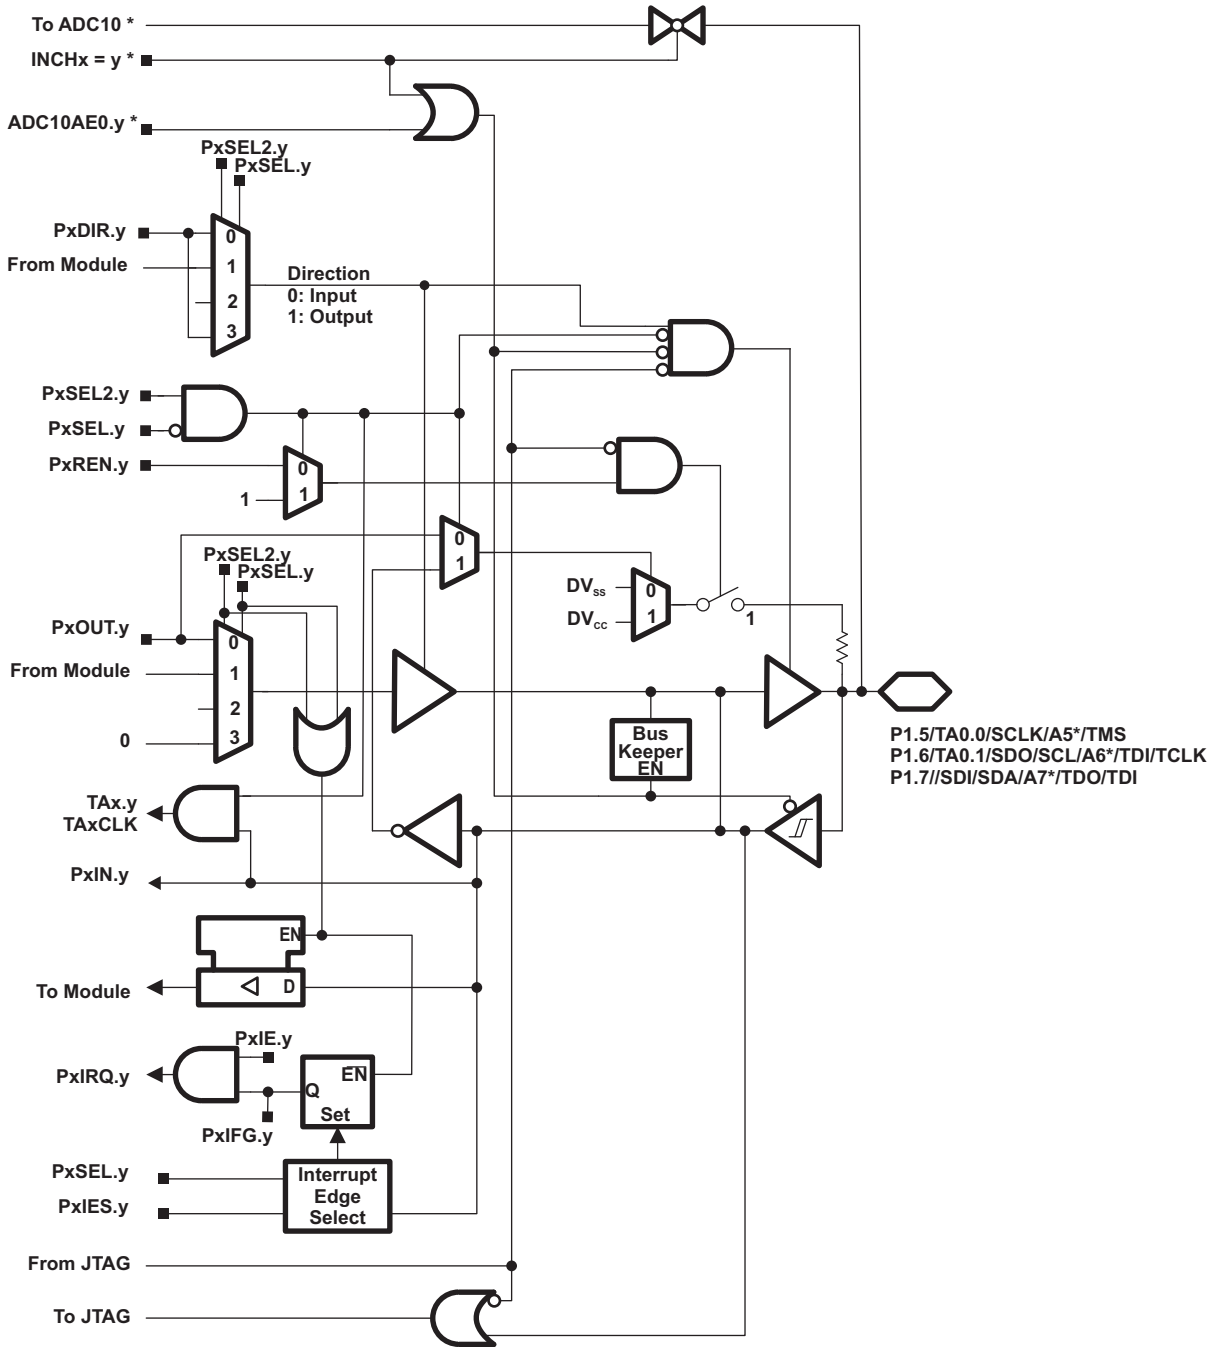 To ADC10 *
INCHx = y *
ADC10AE0.y *
PxSEL2.y
PxSEL.y
PxDIR.y
0
From Module
1
2
3
Direction
0: Input
1: Output
PxSEL2.y
PxSEL.y
PxREN.y
0
1
1
0
1
PxSEL2.y
PxSEL.y
DVss
0
DVcc
1
1
PxOUT.y
0
From Module
1
2
0
3
Bus
Keeper
EN
P1.5/TA0.0/SCLK/A5*/TMS
P1.6/TA0.1/SDO/SCL/A6*/TDI/TCLK
P1.7//SDI/SDA/A7*/TDO/TDI
TAx.y
TAxCLK
PxIN.y
EN
To Module
D
PxIE.y
PxIRQ.y
EN
Q
Set
PxIFG.y
PxSEL.y
PxIES.y
Interrupt
Edge
Select
From JTAG
To JTAG